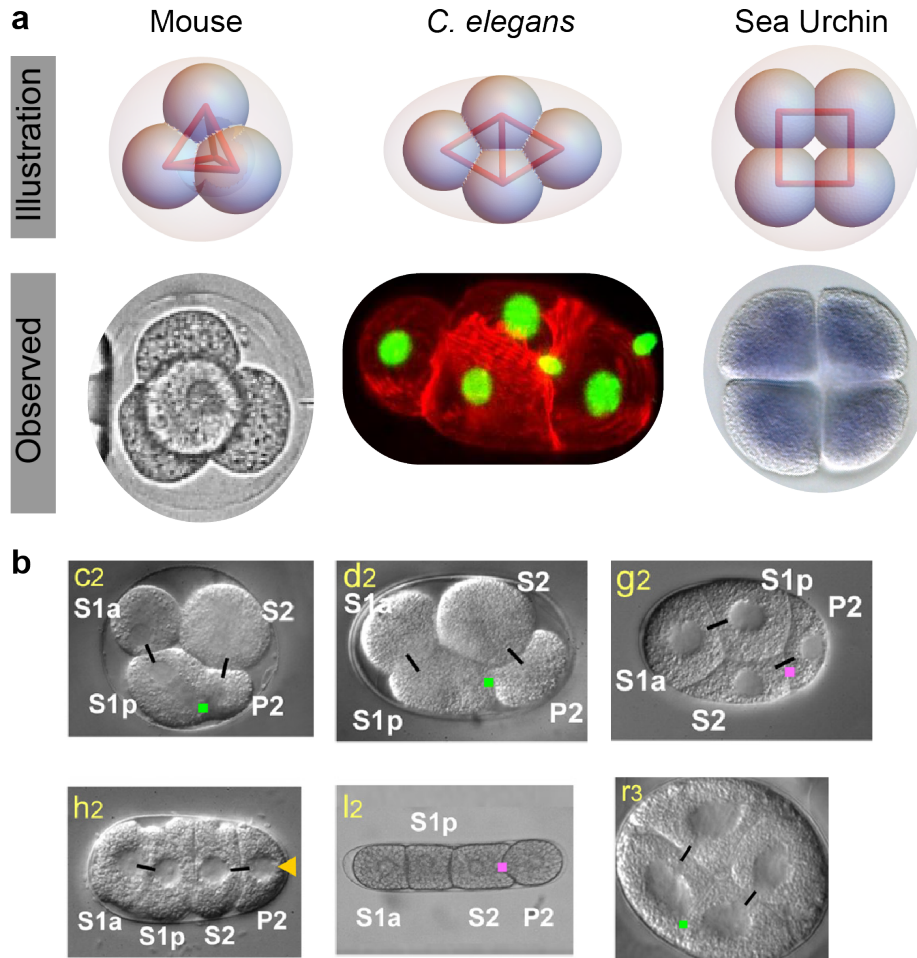 a
Mouse
C. elegans
Sea Urchin
Illustration
Observed
b
c2
S1a
S2
S1p
P2
d2
S1a
S2
S1p
P2
g2
S1p
P2
S1a
S2
h2
S1a
S1p
S2
P2
l2
S1p
S1a
S2
P2
r3